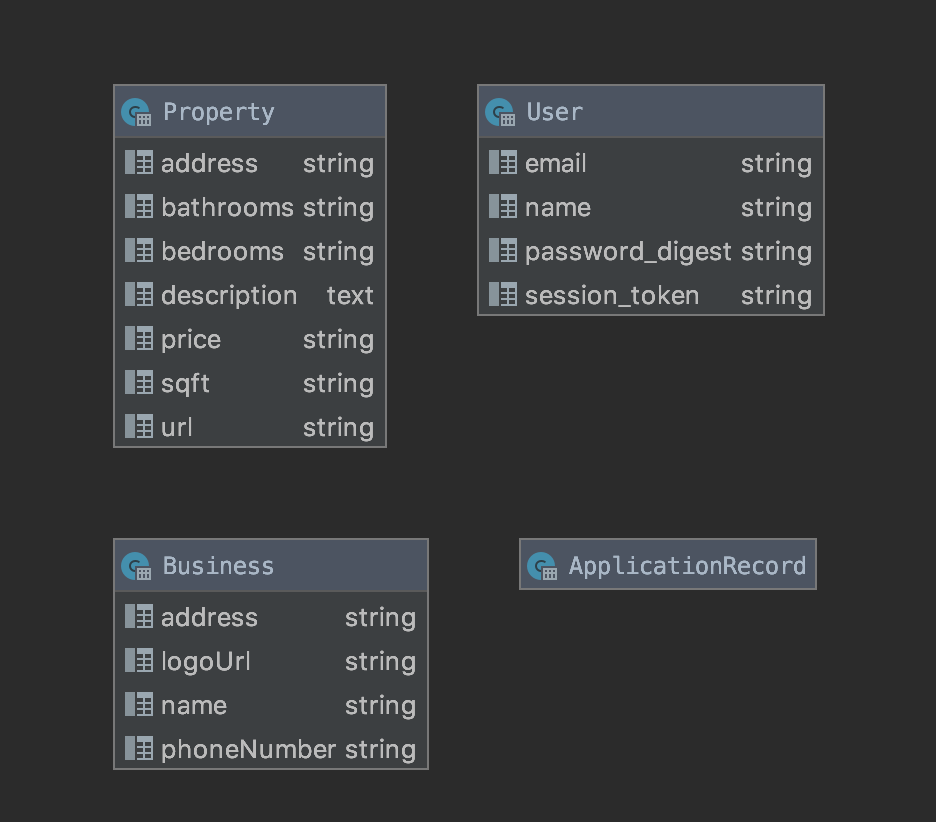 Property
address string
bathrooms string
bedrooms string
description text
price string
sqft string
url string
User
email string
name string
password_digest string
session_token string
Business
address string
logoUrl string
name string
phoneNumber string
ApplicationRecord